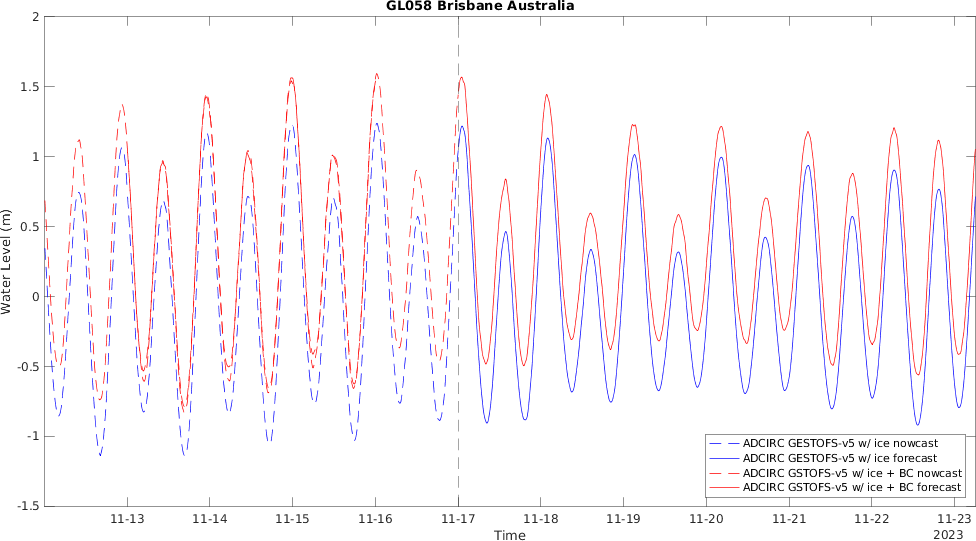 GL058 Brisbane Australia
2
1.5
1
0.5
0
-0.5
-1
-1.5
Water Level (m)
ADCIRC GESTOFS-v5 w/ ice nowcast
ADCIRC GESTOFS-v5 w/ ice forecast
ADCIRC GSTOFS-v5 w/ ice + BC nowcast
ADCIRC GSTOFS-v5 w/ ice + BC forecast
11-13 11-14 11-15 11-16 11-17 11-18 11-19 11-20 11-21 11-22 11-23
Time
2023